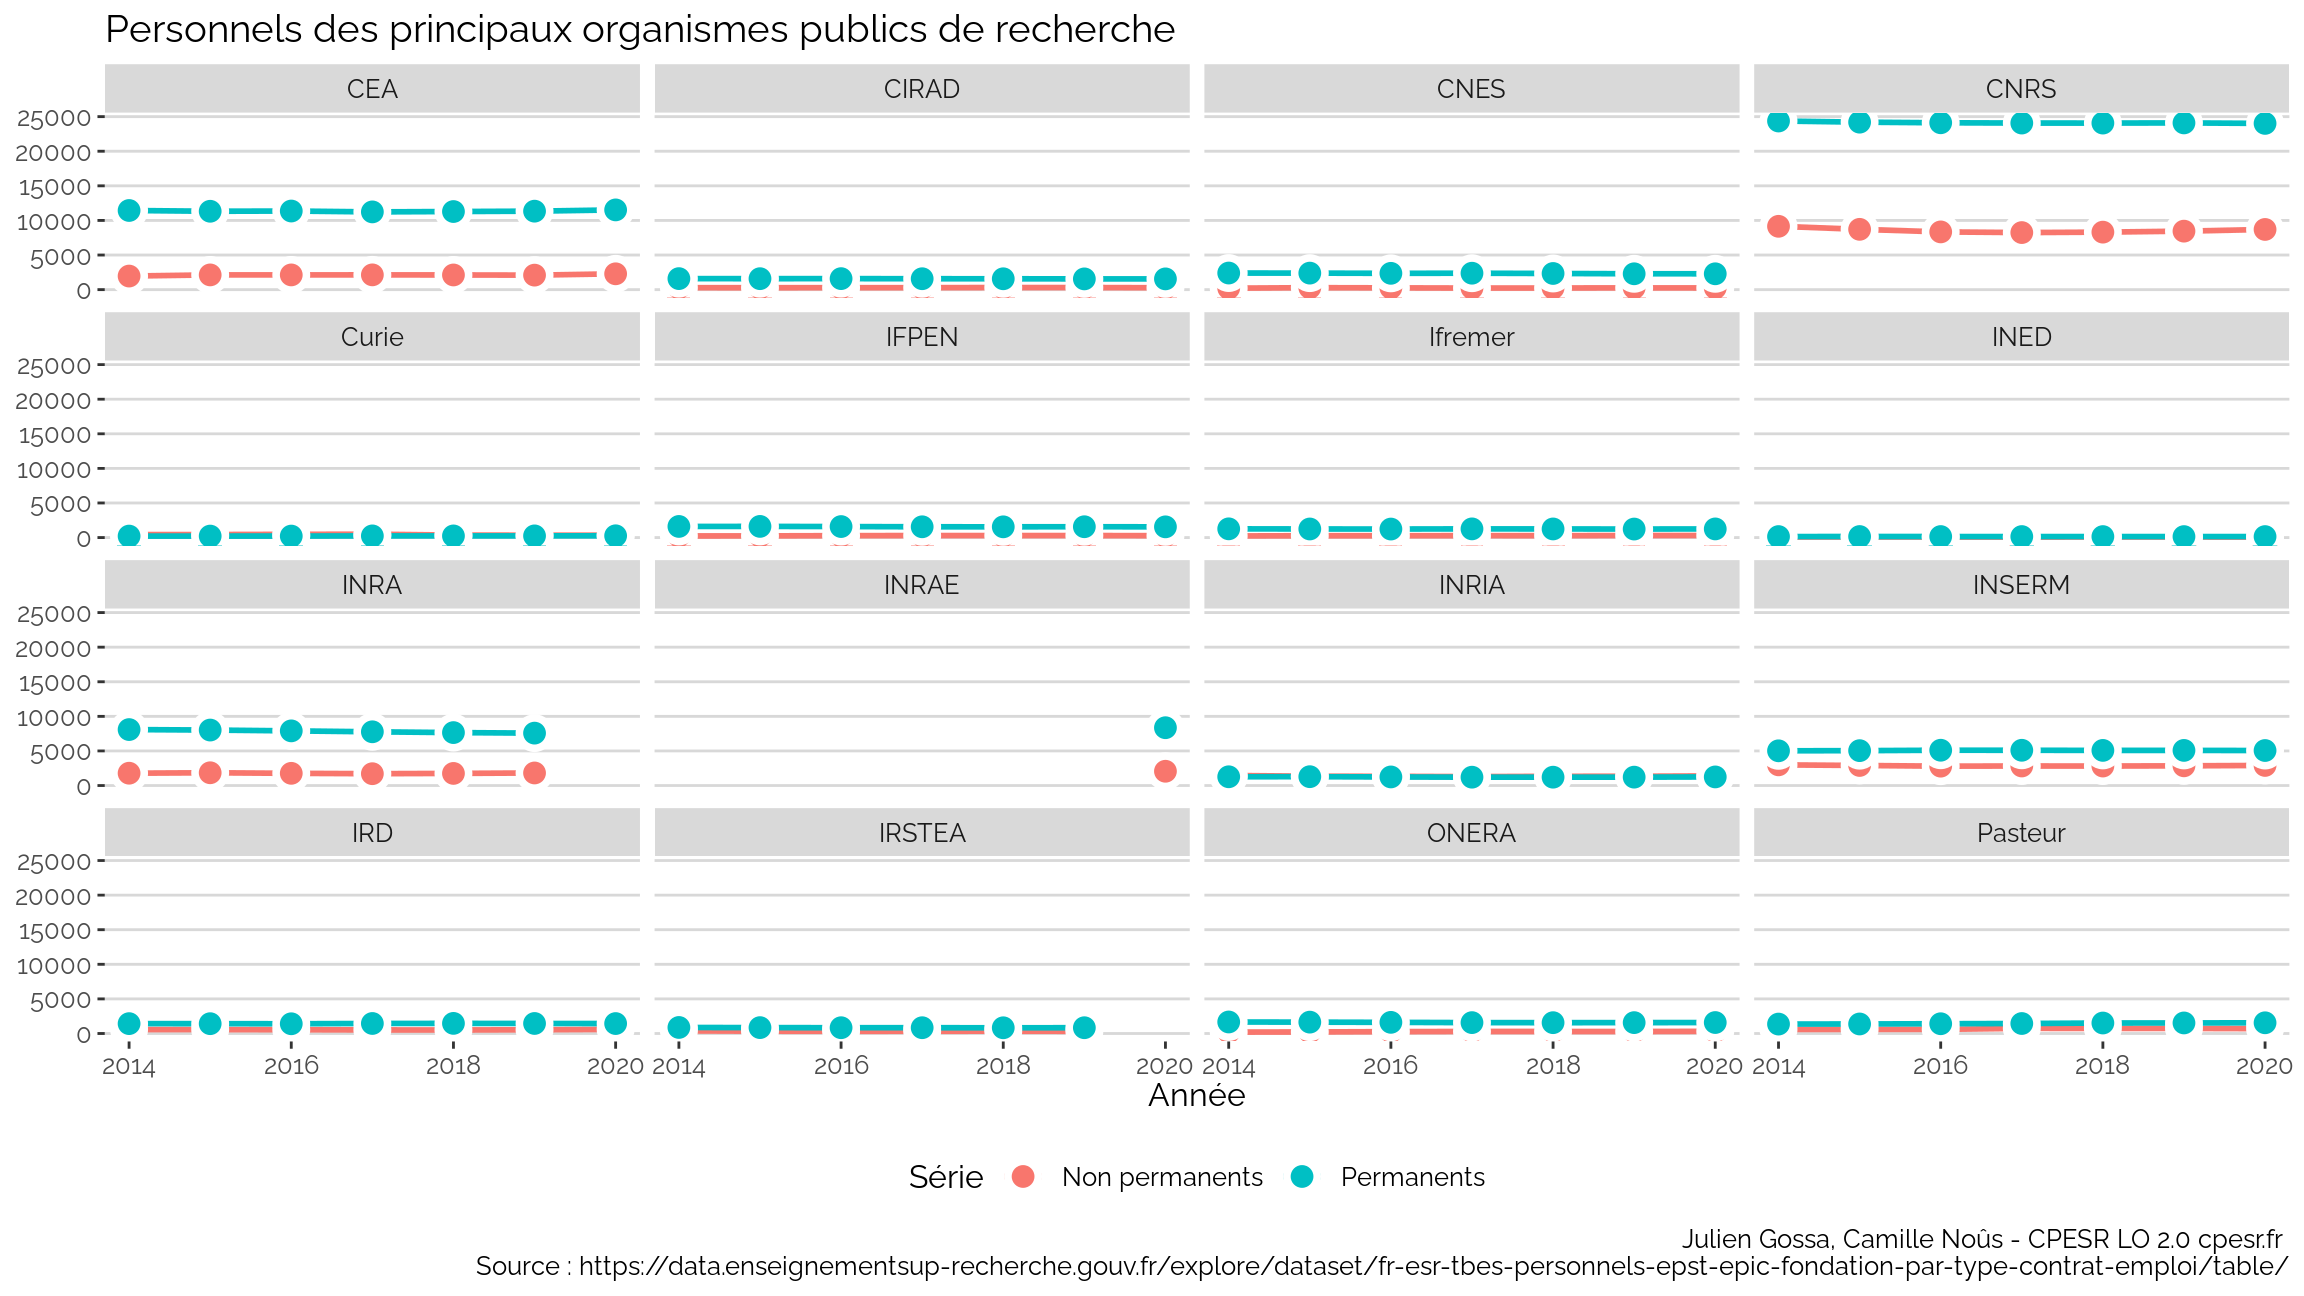 Personnels des principaux organismes publics de recherche
CEA CIRAD CNES CNRS
25000
20000
15000
10000
5000
0
Curie IFPEN Ifremer INED
25000
20000
15000
10000
5000
0
INRA INRAE INRIA INSERM
25000
20000
15000
10000
5000
0
IRD IRSTEA ONERA Pasteur
25000
20000
15000
10000
5000
0
2014 2016 2018 2020 2014 2016 2018 2020 2014 2016 2018 2020 2014 2016 2018 2020
Année
Série Non permanents Permanents
Julien Gossa, Camille Noûs - CPESR LO 2.0 cpesr.fr
Source : https://data.enseignementsup-recherche.gouv.fr/explore/dataset/fr-esr-tbes-personnels-epst-epic-fondation-par-type-contrat-emploi/table/